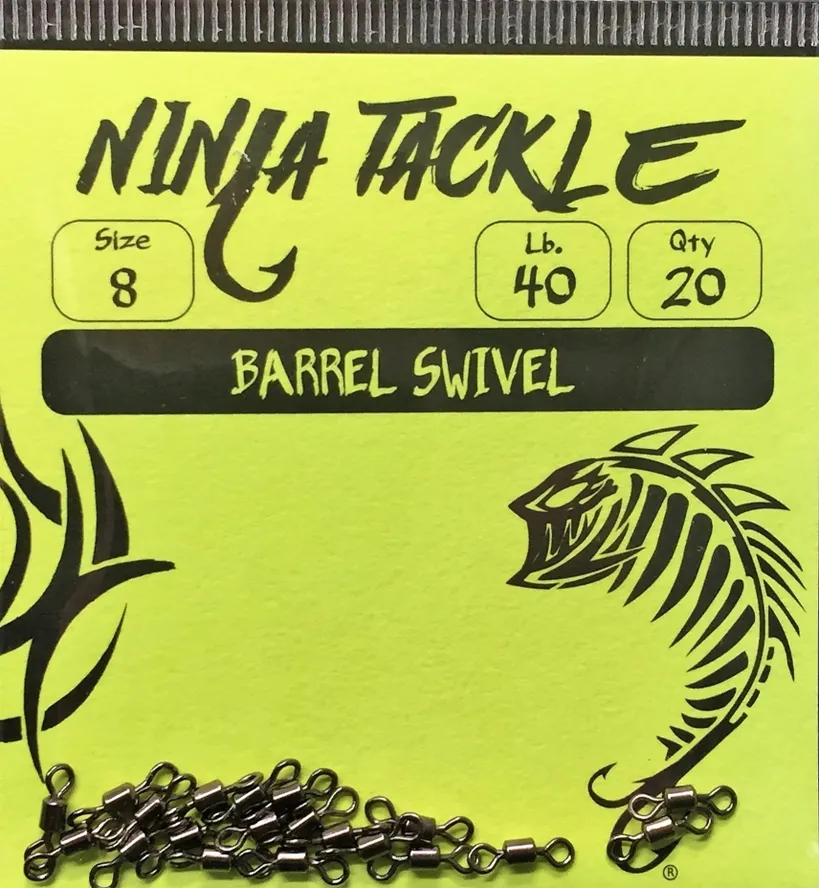 NINJA TACKLE
Size
8
Lb.
40
Qty
20
BARREL SWIVEL
®